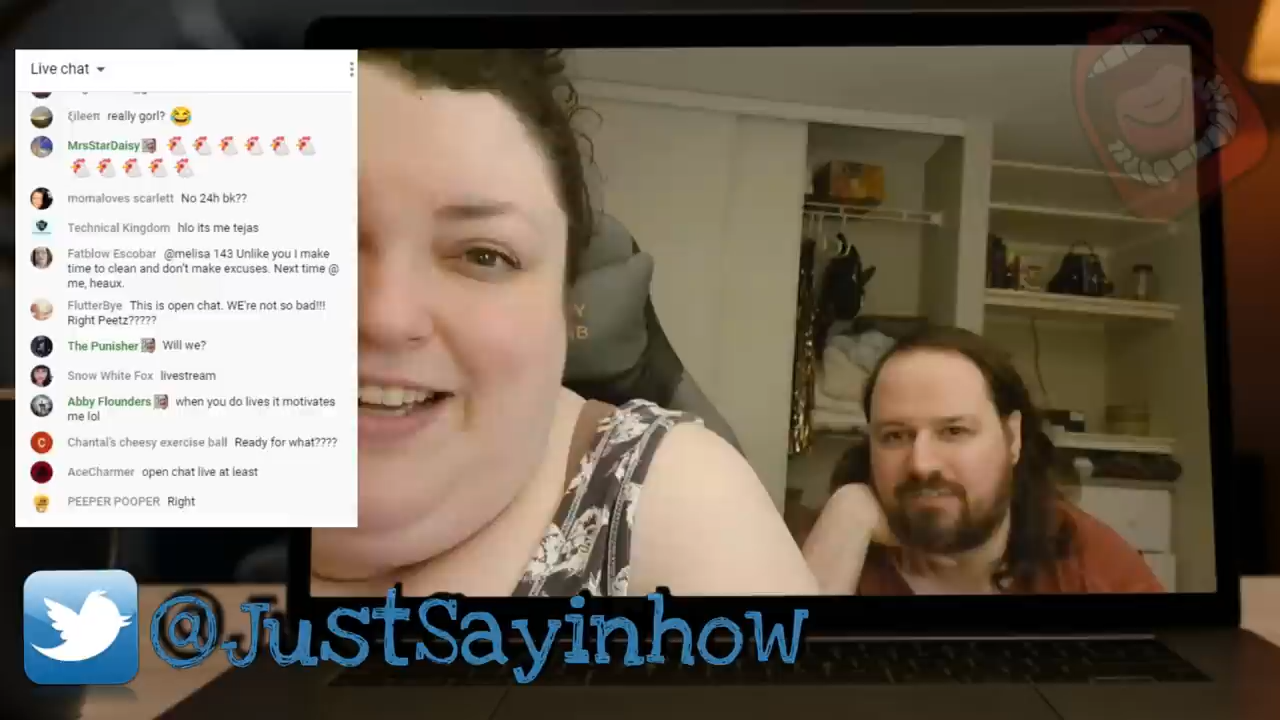 Live chat
ξileeπ really gorl? 😂
MrsStarDaisy 🐔 🐔 🐔 🐔 🐔 🐔
🐔 🐔 🐔 🐔 🐔
momaloves scarlett No 24h bk??
Technical Kingdom hlo its me tejas
Fatblow Escobar @melisa 143 Unlike you I make
time to clean and don't make excuses. Next time @
me, heaux.
FlutterBye This is open chat. WE're not so bad!!!
Right Peetz?????
The Punisher Will we?
Snow White Fox livestream
Abby Flounders when you do lives it motivates
me lol
Chantal's cheesy exercise ball Ready for what????
AceCharmer open chat live at least
PEEPER POOPER Right
@JustSayinhow